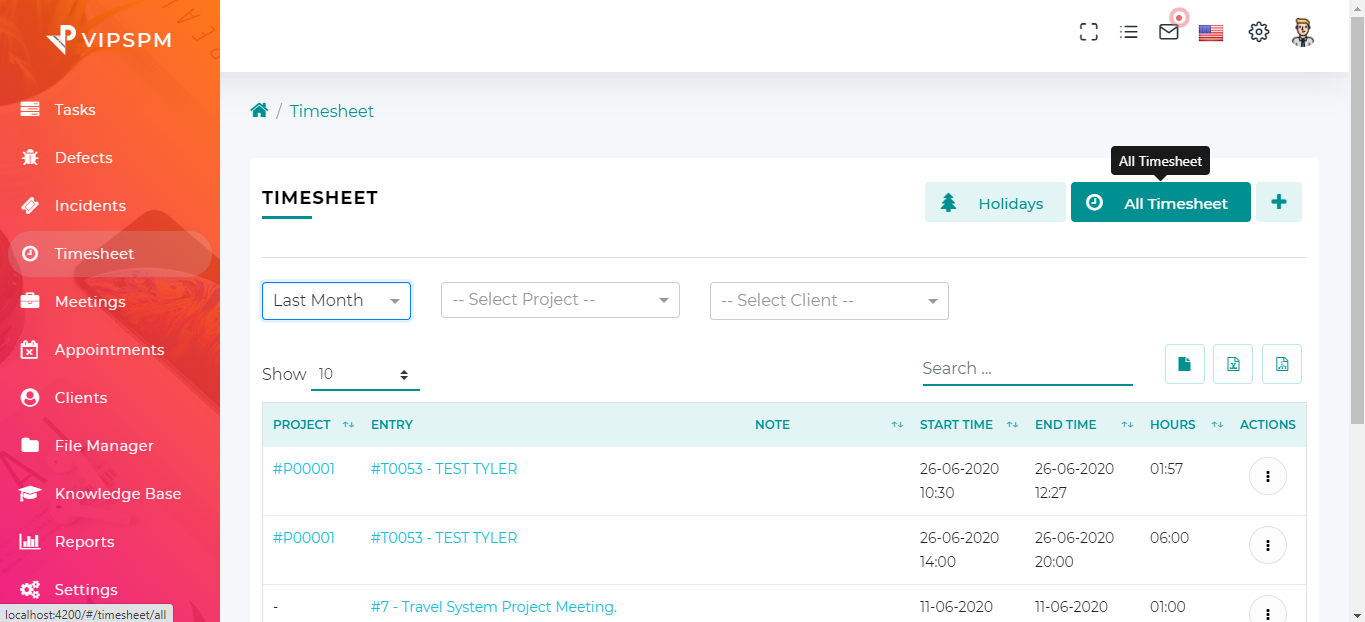 VIPSPM
Tasks
Defects
Incidents
Timesheet
Meetings
Appointments
Clients
File Manager
Knowledge Base
Reports
Settings
localhost:4200/#/timesheet/all
/ Timesheet
All Timesheet
TIMESHEET
Holidays
All Timesheet
Last Month
-- Select Project --
-- Select Client --
Show 10
Search ...
PROJECT ENTRY NOTE START TIME END TIME HOURS ACTIONS
#P00001 #T0053 - TEST TYLER 26-06-2020 26-06-2020 01:57
10:30 12:27
#P00001 #T0053 - TEST TYLER 26-06-2020 26-06-2020 06:00
14:00 20:00
- #7 - Travel System Project Meeting. 11-06-2020 11-06-2020 01:00